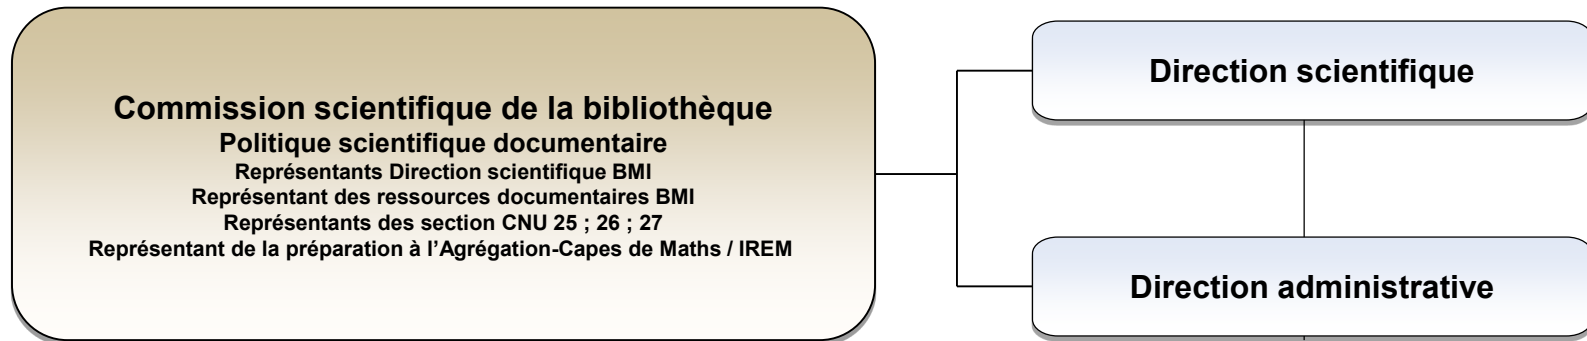 Commission scientifique de la bibliothèque
Politique scientifique documentaire
Représentants Direction scientifique BMI
Représentant des ressources documentaires BMI
Représentants des section CNU 25 ; 26 ; 27
Représentant de la préparation à l’Agrégation-Capes de Maths / IREM
Direction scientifique
Direction administrative